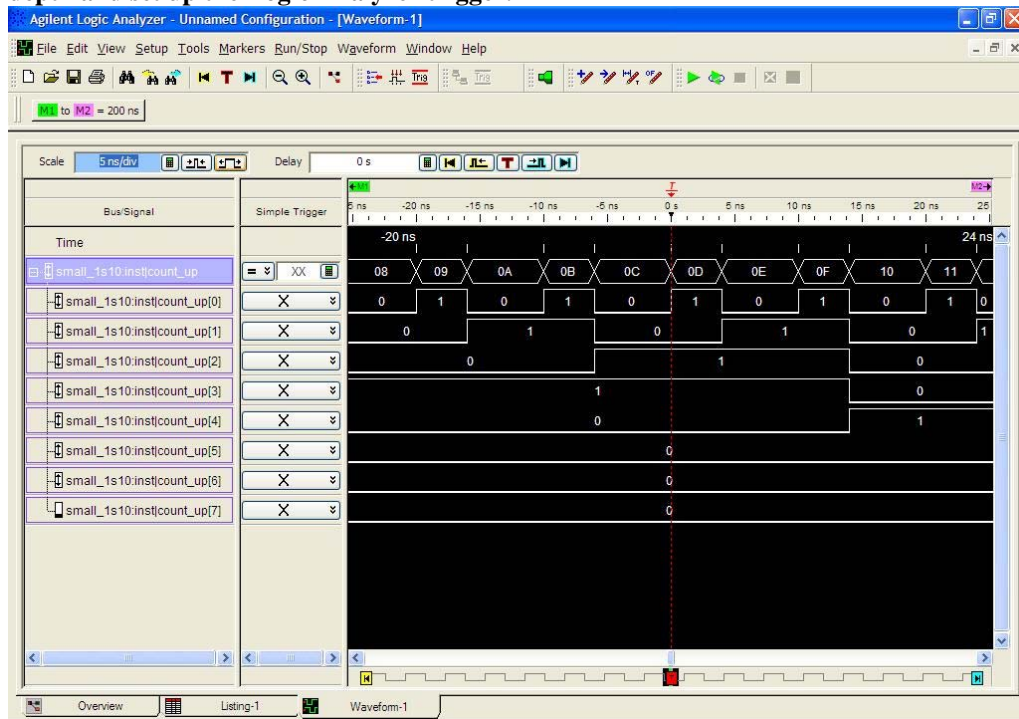 Agilent Logic Analyzer - Unnamed Configuration - [Waveform-1]
File Edit View Setup Tools Markers Run/Stop Waveform Window Help
M1 to M2 = 200 ns
Scale 5 ns/div Delay 0 s
M1 T M2
Bus/Signal Simple Trigger 5 ns -20 ns -15 ns -10 ns -5 ns 0 s 5 ns 10 ns 15 ns 20 ns 25
Time -20 ns 24 ns
small_1s10:inst|count_up = XX 08 09 0A 0B 0C 0D 0E 0F 10 11
small_1s10:inst|count_up[0] X 0 1 0 1 0 1 0 1 0 1 0
small_1s10:inst|count_up[1] X 0 1 0 1 0 1
small_1s10:inst|count_up[2] X 0 1 0
small_1s10:inst|count_up[3] X 1 0
small_1s10:inst|count_up[4] X 0 1
small_1s10:inst|count_up[5] X 0
small_1s10:inst|count_up[6] X 0
small_1s10:inst|count_up[7] X 0
Overview Listing-1 Waveform-1